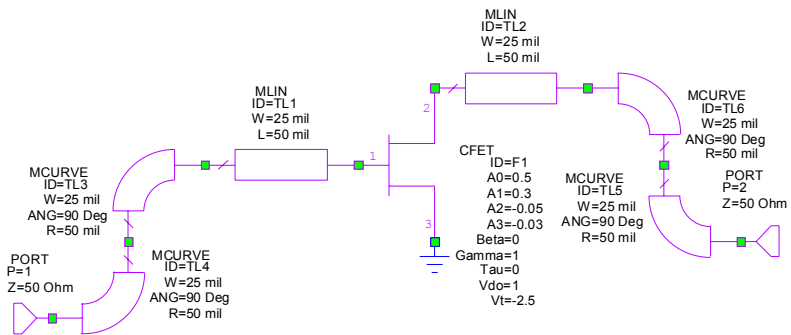 MLIN
ID=TL2
W=25 mil
L=50 mil
MLIN
ID=TL1
W=25 mil
L=50 mil
MCURVE
ID=TL6
W=25 mil
ANG=90 Deg
R=50 mil
2
1
3
CFET
ID=F1
A0=0.5
A1=0.3
A2=-0.05
A3=-0.03
Beta=0
Gamma=1
Tau=0
Vdo=1
Vt=-2.5
MCURVE
ID=TL3
W=25 mil
ANG=90 Deg
R=50 mil
MCURVE
ID=TL5
W=25 mil
ANG=90 Deg
R=50 mil
PORT
P=2
Z=50 Ohm
PORT
P=1
Z=50 Ohm
MCURVE
ID=TL4
W=25 mil
ANG=90 Deg
R=50 mil